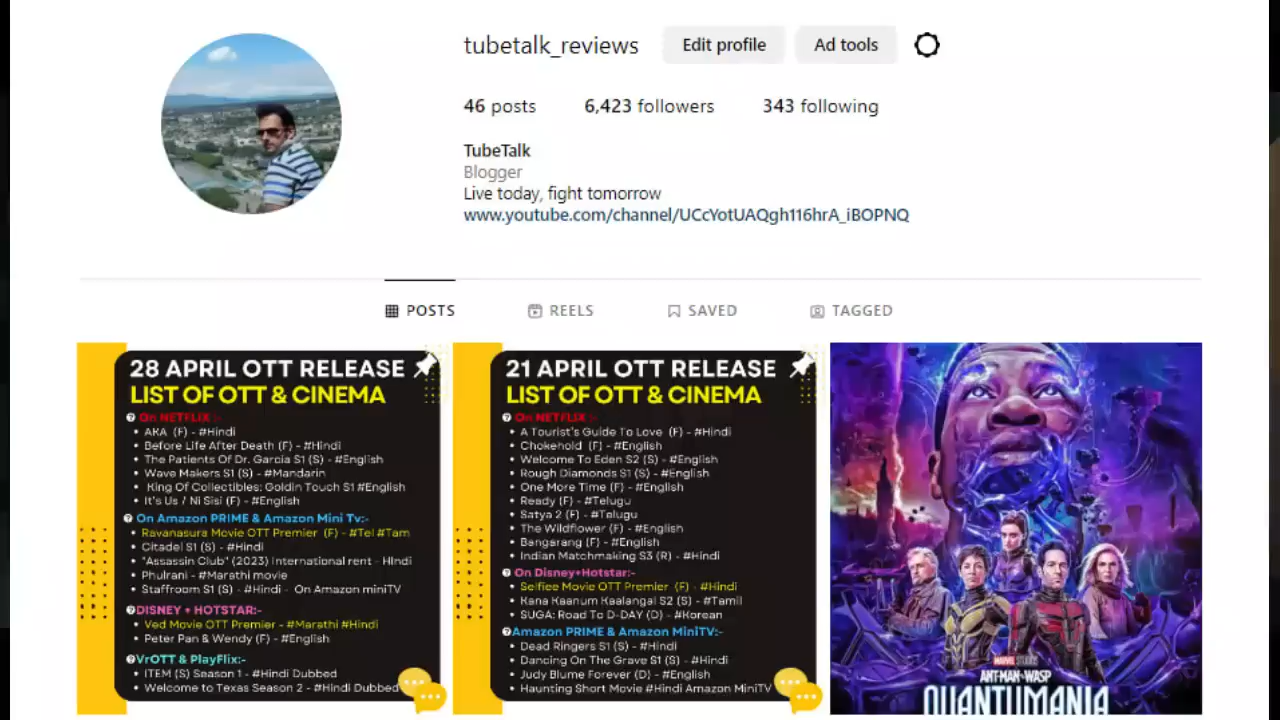 tubetalk_reviews Edit profile Ad tools
46 posts 6,423 followers 343 following
TubeTalk
Blogger
Live today, fight tomorrow
www.youtube.com/channel/UCcYotUAQgh116hrA_iBOPNQ
POSTS REELS SAVED TAGGED
28 APRIL OTT RELEASE
LIST OF OTT & CINEMA
On NETFLIX :-
• AKA (F) - #Hindi
• Before Life After Death (F) - #Hindi
• The Patients Of Dr. Garcia S1 (S) - #English
• Wave Makers S1 (S) - #Mandarin
• King Of Collectibles: Goldin Touch S1 #English
• It's Us / Ni Sisi (F) - #English
On Amazon PRIME & Amazon Mini Tv:-
• Ravanasura Movie OTT Premier (F) - #Tel #Tam
• Citadel S1 (S) - #Hindi
• "Assassin Club" (2023) International rent - HIndi
• Phulrani - #Marathi movie
• Staffroom S1 (S) - #Hindi - On Amazon miniTV
DISNEY + HOTSTAR:-
• Ved Movie OTT Premier - #Marathi #Hindi
• Peter Pan & Wendy (F) - #English
VrOTT & PlayFlix:-
• ITEM (S) Season 1 - #Hindi Dubbed
• Welcome to Texas Season 2 - #Hindi Dubbed
21 APRIL OTT RELEASE
LIST OF OTT & CINEMA
On NETFLIX :-
• A Tourist's Guide To Love (F) - #Hindi
• Chokehold (F) - #English
• Welcome To Eden S2 (S) - #English
• Rough Diamonds S1 (S) - #English
• One More Time (F) - #English
• Ready (F) - #Telugu
• Satya 2 (F) - #Telugu
• The Wildflower (F) - #English
• Bangarang (F) - #English
• Indian Matchmaking S3 (R) - #Hindi
On Disney+Hotstar:-
• Selfiee Movie OTT Premier (F) - #Hindi
• Kana Kaanum Kaalangal S2 (S) - #Tamil
• SUGA: Road To D-DAY (D) - #Korean
Amazon PRIME & Amazon MiniTV:-
• Dead Ringers S1 (S) - #Hindi
• Dancing On The Grave S1 (S) - #Hindi
• Judy Blume Forever (D) - #English
• Haunting Short Movie #Hindi Amazon MiniTV
MARVEL STUDIOS
ANT-MAN AND THE WASP
QUANTUMANIA